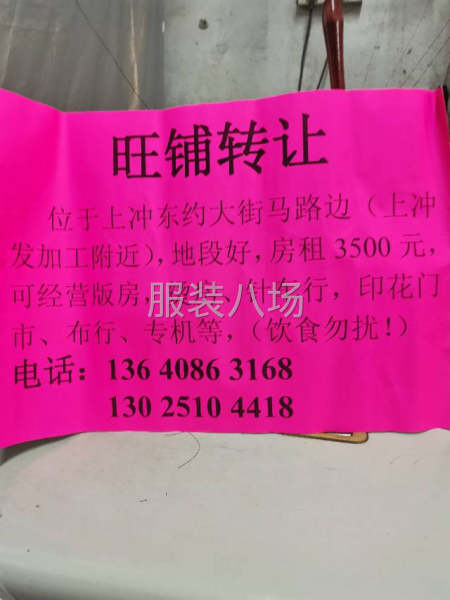 旺铺转让
位于上冲东约大街马路边（上冲
发加工附近），地段好，房租 3500 元，
可经营版房，、针车行，印花门
市、布行、专机等，（饮食勿扰！）
电话：136 4086 3168
130 2510 4418
服装八场